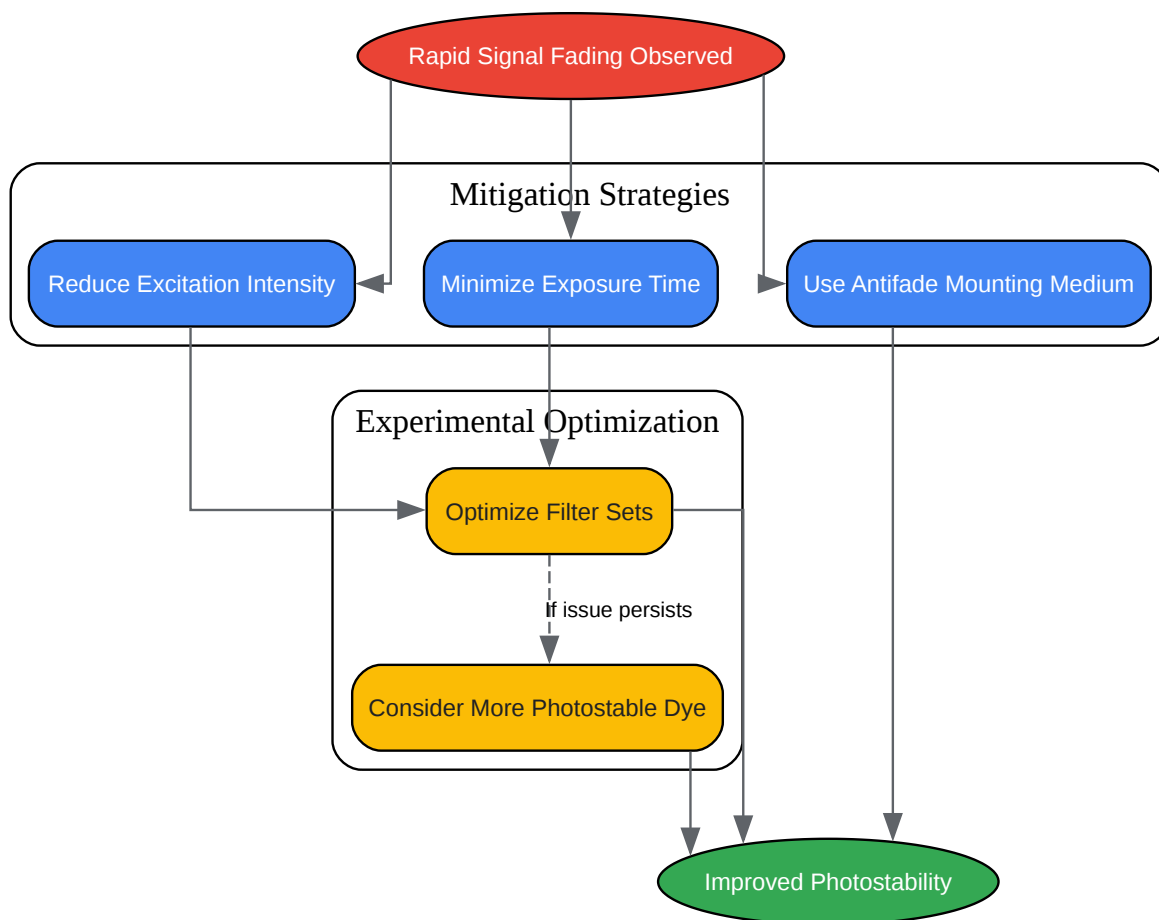 Rapid Signal Fading Observed
Mitigation Strategies
Reduce Excitation Intensity
Minimize Exposure Time
Use Antifade Mounting Medium
Experimental Optimization
Optimize Filter Sets
If issue persists
Consider More Photostable Dye
Improved Photostability